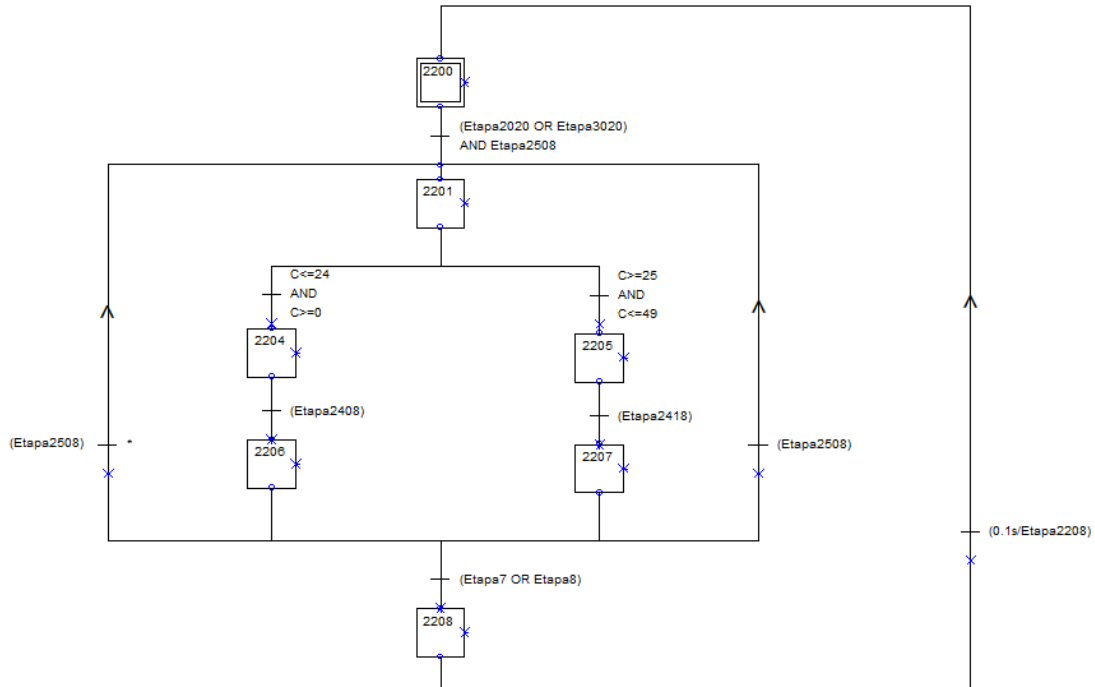 2200
(Etapa2020 OR Etapa3020)
AND Etapa2508
2201
C<=24
AND
C>=0
C>=25
AND
C<=49
2204
2205
(Etapa2408)
(Etapa2418)
(Etapa2508) *
2206
2207
(Etapa2508)
(0.1s/Etapa2208)
(Etapa7 OR Etapa8)
2208